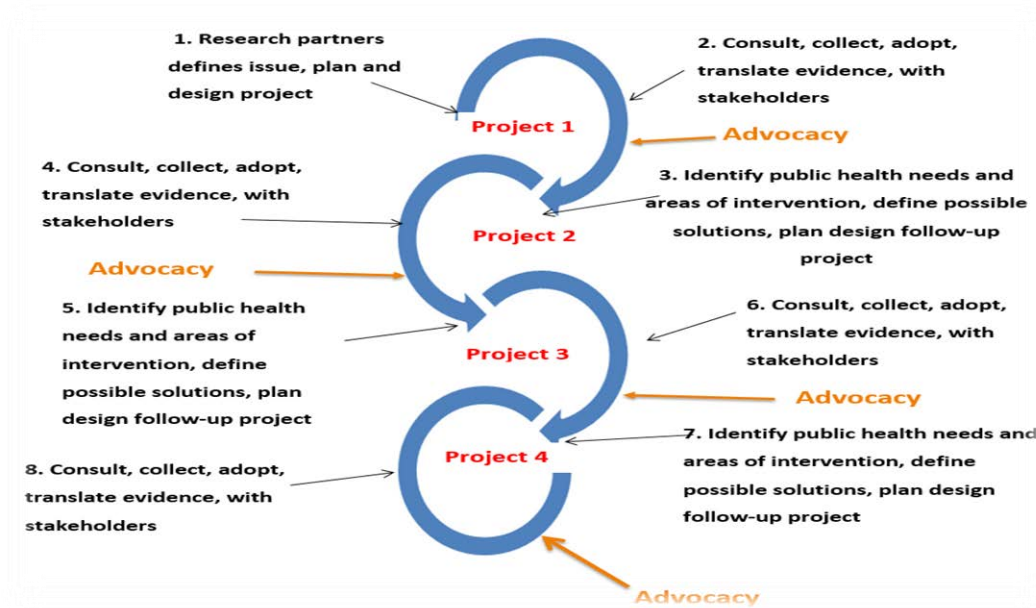 1. Research partners
defines issue, plan and
design project
2. Consult, collect, adopt,
translate evidence, with
stakeholders
Project 1
Advocacy
4. Consult, collect, adopt,
translate evidence, with
stakeholders
3. Identify public health needs and
areas of intervention, define possible
solutions, plan design follow-up
project
Project 2
Advocacy
5. Identify public health
needs and areas of
intervention, define
possible solutions, plan
design follow-up project
6. Consult, collect, adopt,
translate evidence, with
stakeholders
Project 3
Advocacy
7. Identify public health needs and
areas of intervention, define
possible solutions, plan design
follow-up project
Project 4
8. Consult, collect, adopt,
translate evidence, with
stakeholders
Advocacy